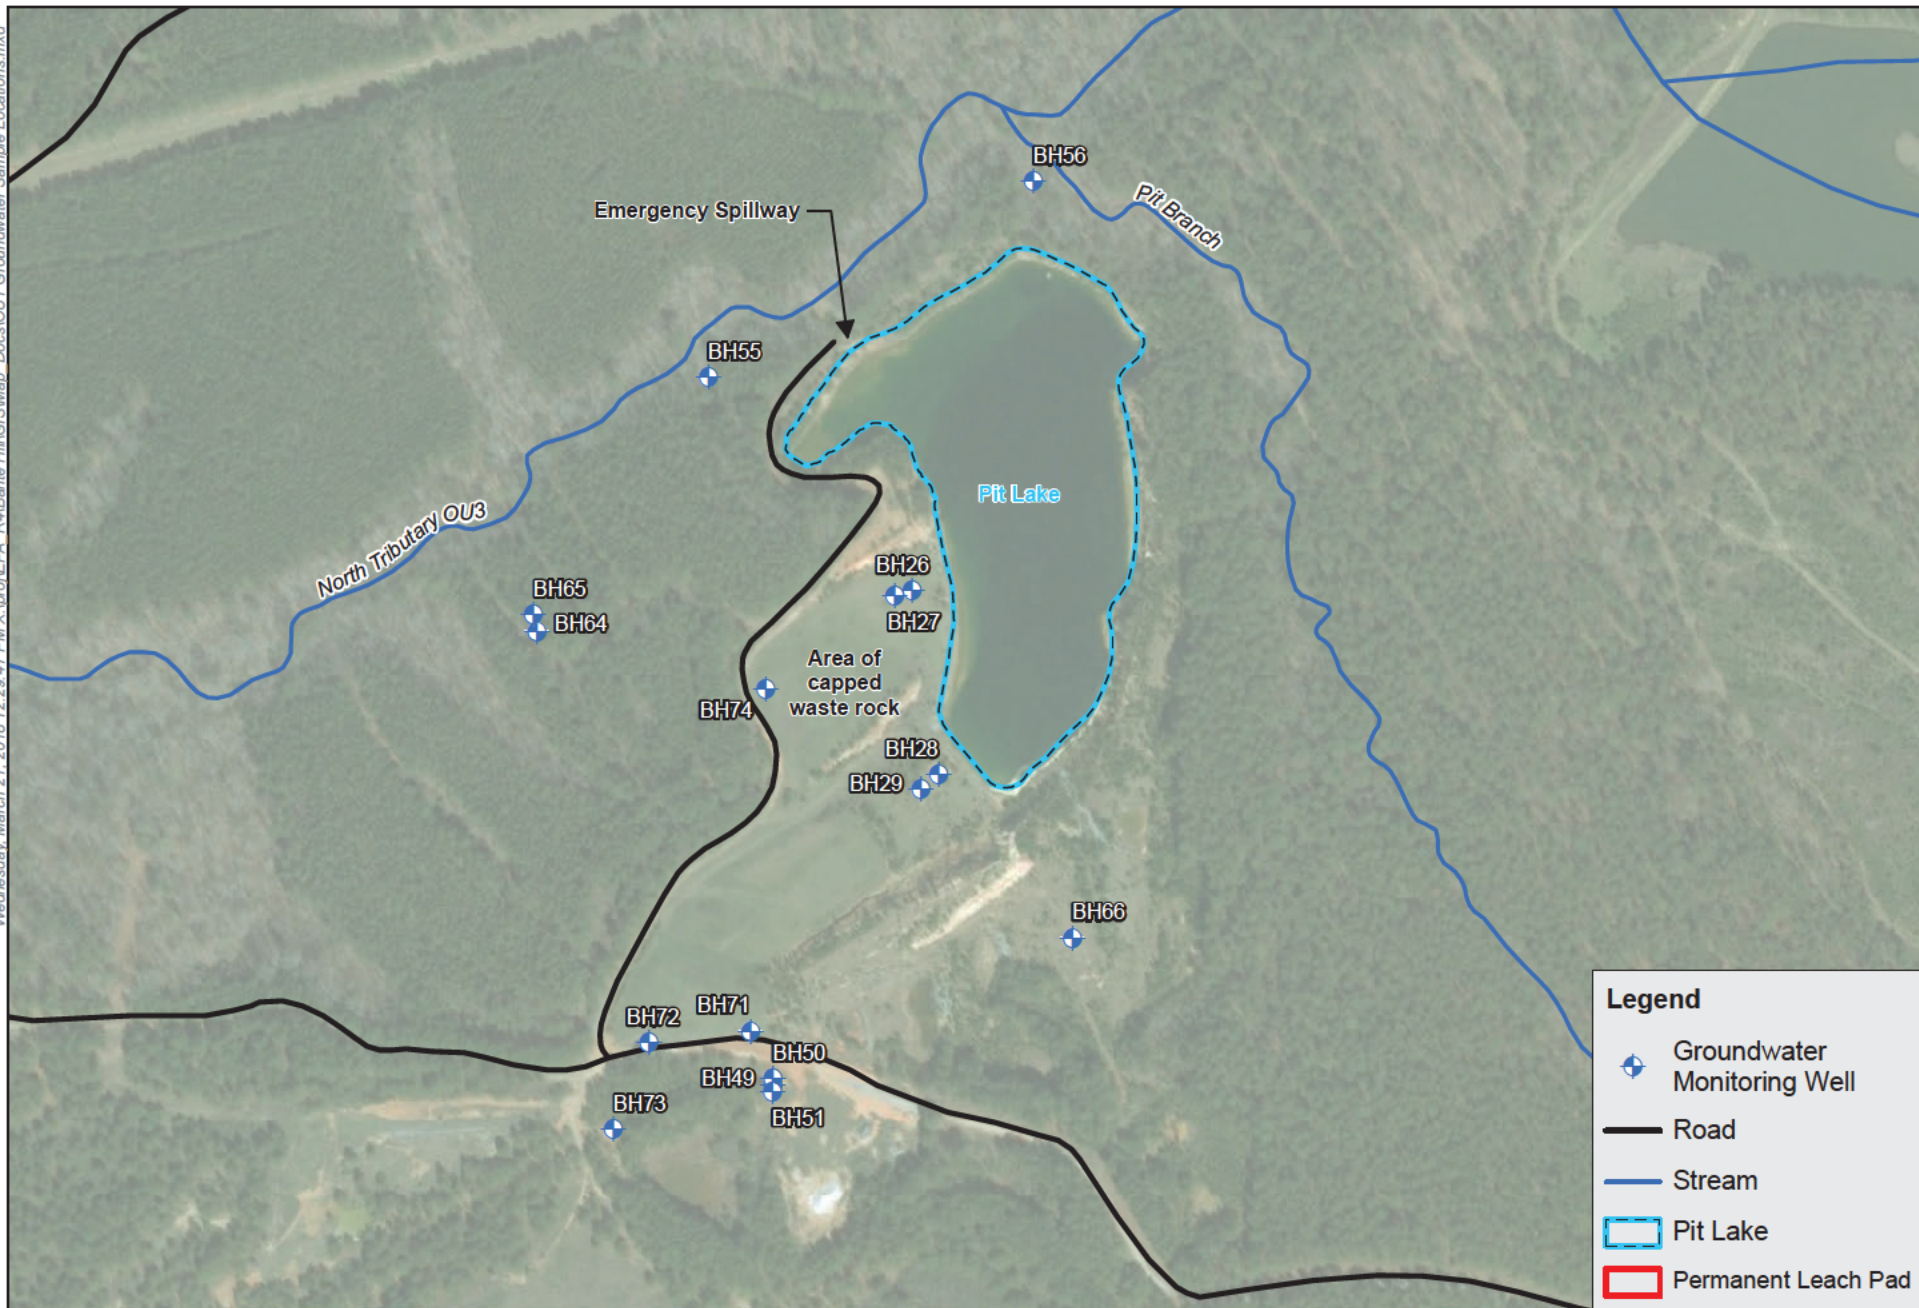 BH56
Pit Branch
Emergency Spillway
BH55
Pit Lake
North Tributary OU3
BH26
BH65
BH27
BH64
Area of
capped
waste rock
BH74
BH28
BH29
BH66
BH71
BH72
BH50
BH49
BH73
BH51
Legend
Groundwater
Monitoring Well
Road
Stream
Pit Lake
Permanent Leach Pad